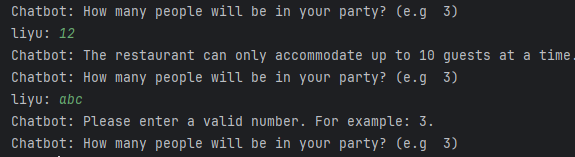 Chatbot: How many people will be in your party? (e.g  3)
liyu: 12
Chatbot: The restaurant can only accommodate up to 10 guests at a time.
Chatbot: How many people will be in your party? (e.g  3)
liyu: abc
Chatbot: Please enter a valid number. For example: 3.
Chatbot: How many people will be in your party? (e.g  3)